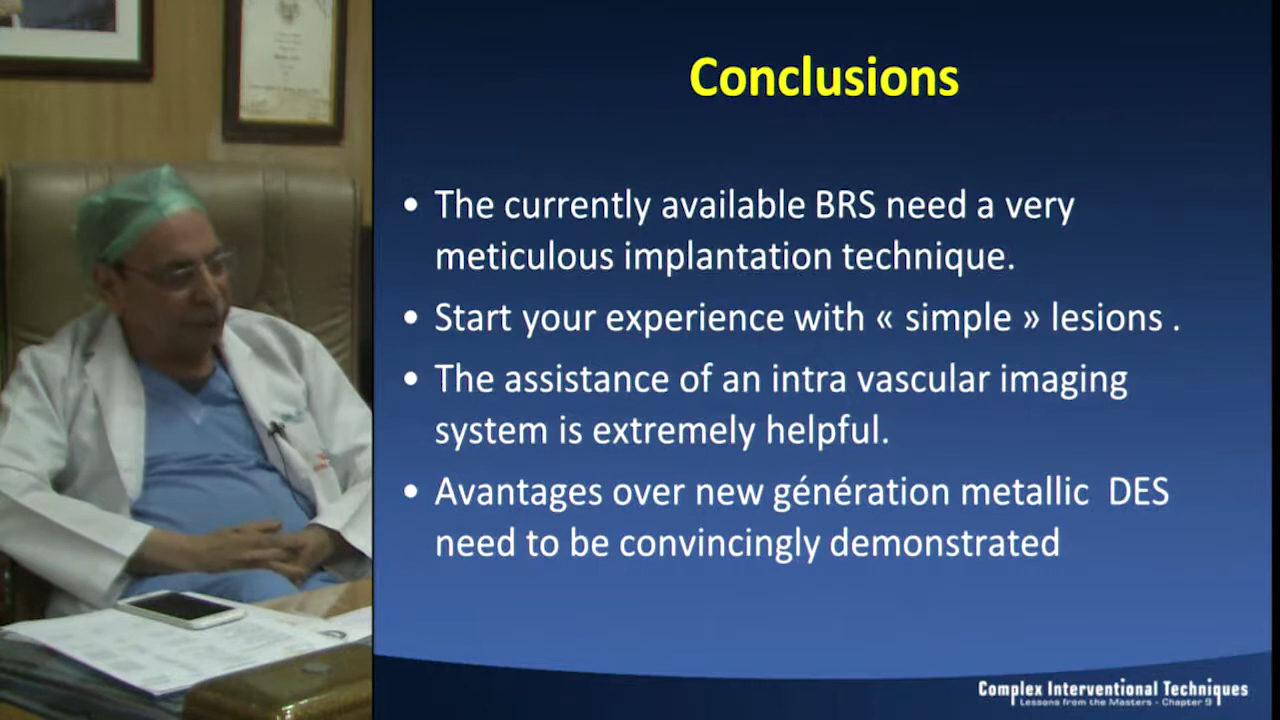 Conclusions
• The currently available BRS need a very
meticulous implantation technique.
• Start your experience with « simple » lesions .
• The assistance of an intra vascular imaging
system is extremely helpful.
• Avantages over new génération metallic DES
need to be convincingly demonstrated
Complex Interventional Techniques
Lessons from the Masters - Chapter 9